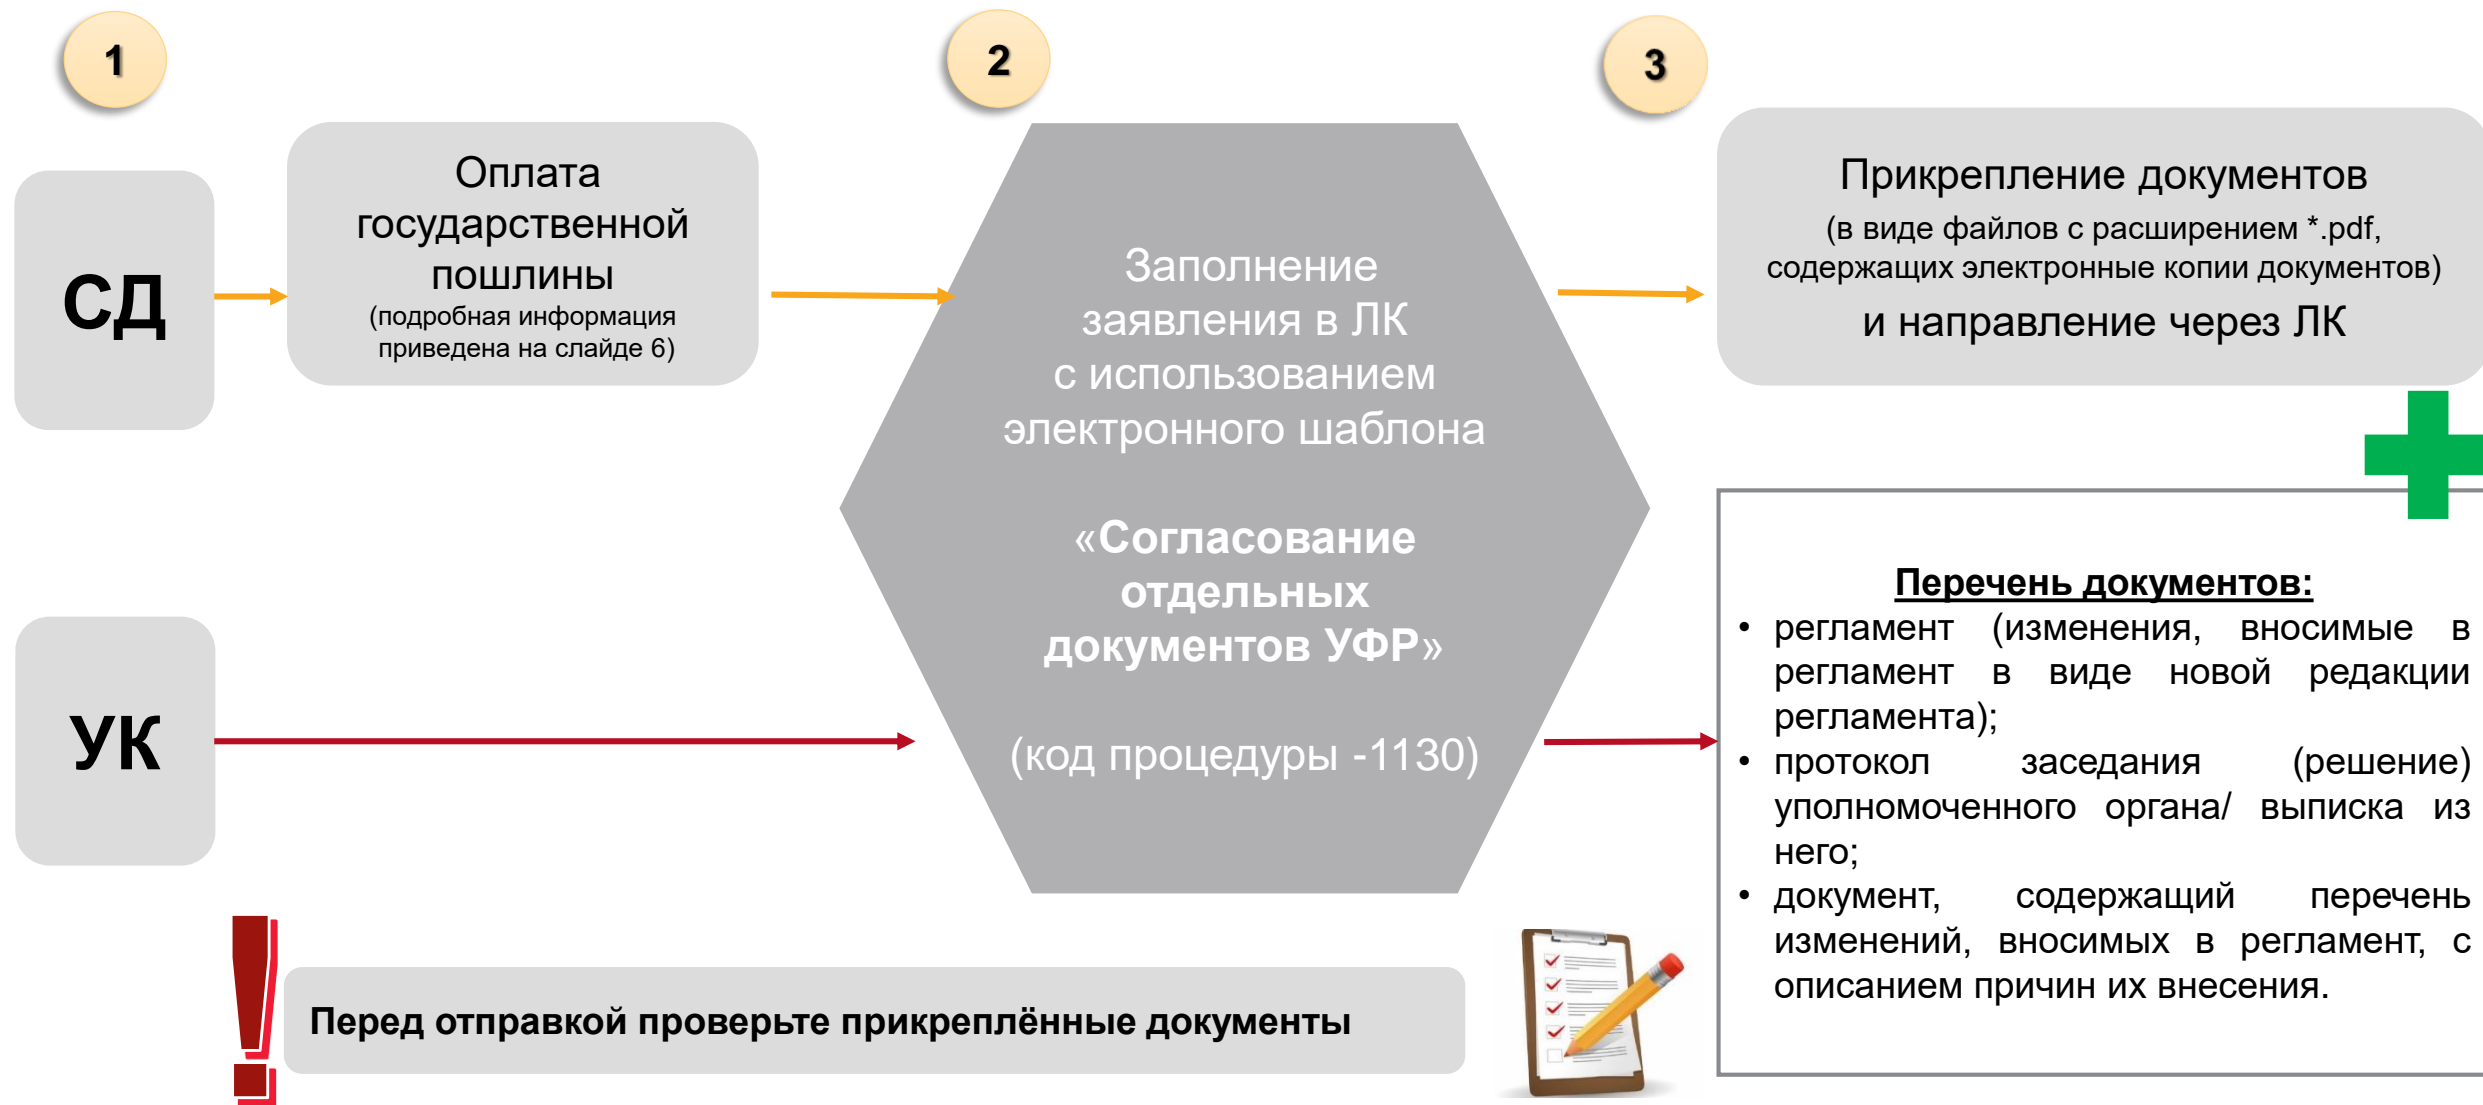 1
2
3
СД
Оплата
государственной
пошлины
(подробная информация
приведена на слайде 6)
Заполнение
заявления в ЛК
с использованием
электронного шаблона
«Согласование
отдельных
документов УФР»
(код процедуры -1130)
Прикрепление документов
(в виде файлов с расширением *.pdf,
содержащих электронные копии документов)
и направление через ЛК
УК
Перечень документов:
• регламент (изменения, вносимые в
регламент в виде новой редакции
регламента);
• протокол заседания (решение)
уполномоченного органа/ выписка из
него;
• документ, содержащий перечень
изменений, вносимых в регламент, с
описанием причин их внесения.
Перед отправкой проверьте прикреплённые документы